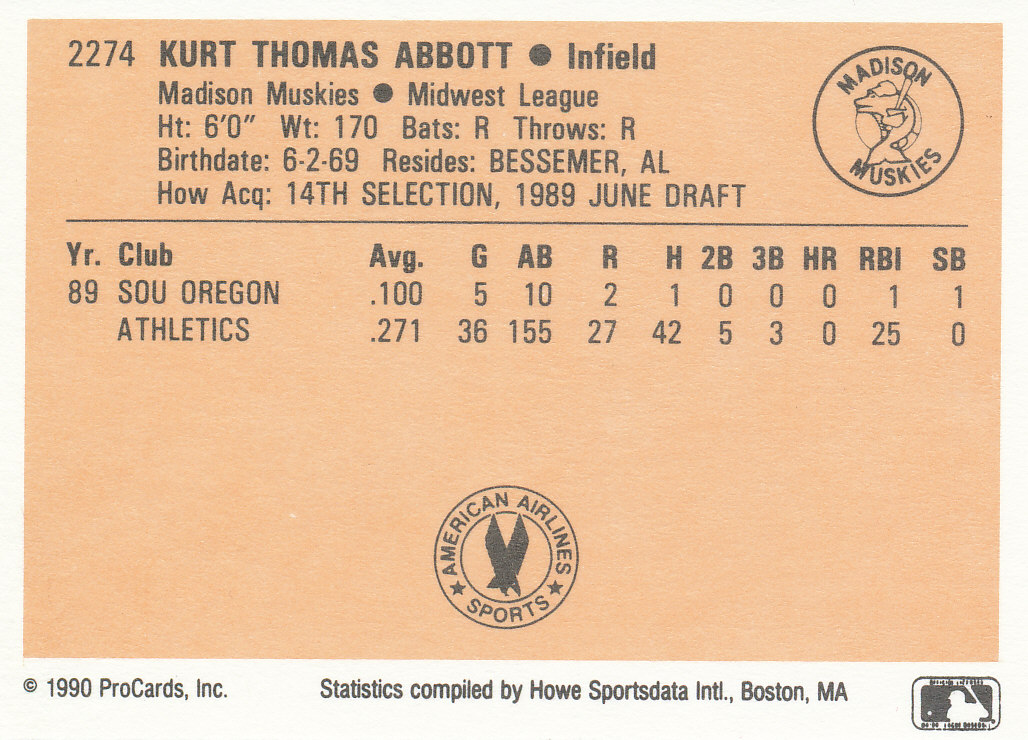 2274 KURT THOMAS ABBOTT ● Infield
Madison Muskies ● Midwest League
Ht: 6'0" Wt: 170 Bats: R Throws: R
Birthdate: 6-2-69 Resides: BESSEMER, AL
How Acq: 14TH SELECTION, 1989 JUNE DRAFT
MADISON
MUSKIES
Yr. Club Avg. G AB R H 2B 3B HR RBI SB
89 SOU OREGON .100 5 10 2 1 0 0 0 1 1
ATHLETICS .271 36 155 27 42 5 3 0 25 0
AMERICAN AIRLINES
★ SPORTS ★
© 1990 ProCards, Inc. Statistics compiled by Howe Sportsdata Intl., Boston, MA